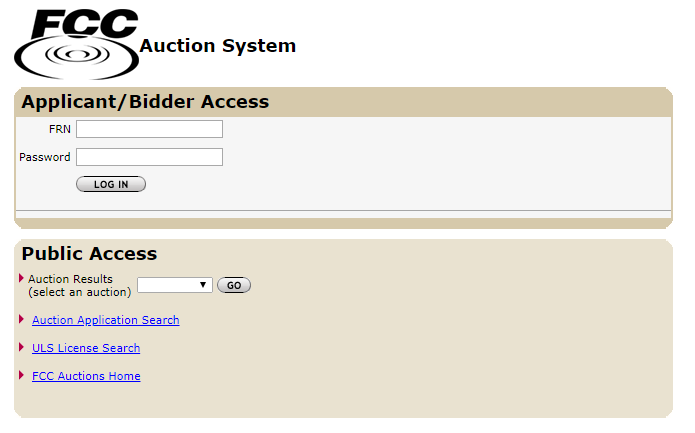 FCC
Auction System
Applicant/Bidder Access
FRN
Password
LOG IN
Public Access
Auction Results
(select an auction)
GO
Auction Application Search
ULS License Search
FCC Auctions Home